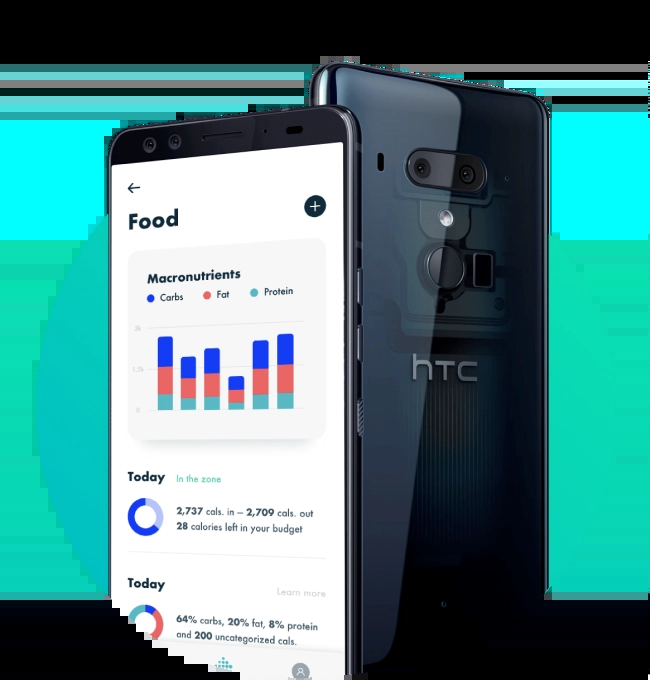 Food
Macronutrients
Carbs Fat Protein
3k
1.5k
0
Today In the zone
2,737 cals. in – 2,709 cals. out
28 calories left in your budget
Today
Learn more
64% carbs, 20% fat, 8% protein
and 200 uncategorized cals.
hTC